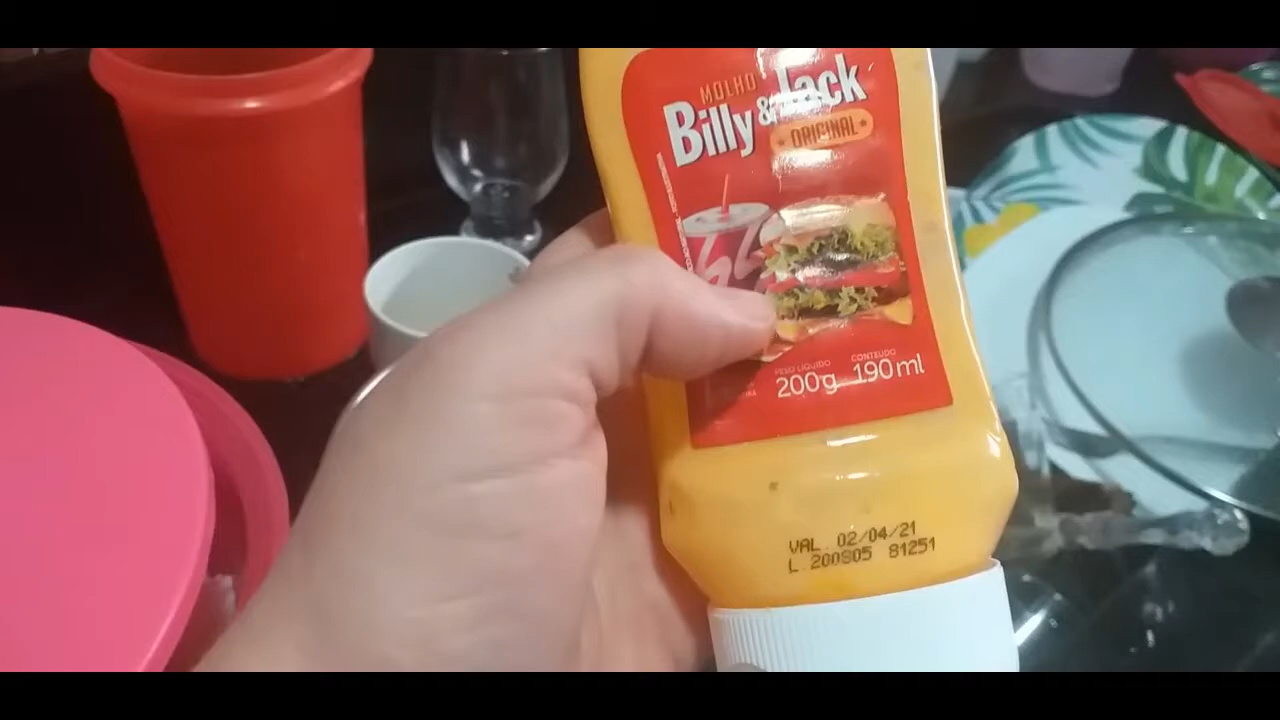 MOLHO
Billy & Jack
ORIGINAL
PESO LÍQUIDO
200g
CONTEÚDO
190ml
VAL. 02/04/21
L.200805 81251